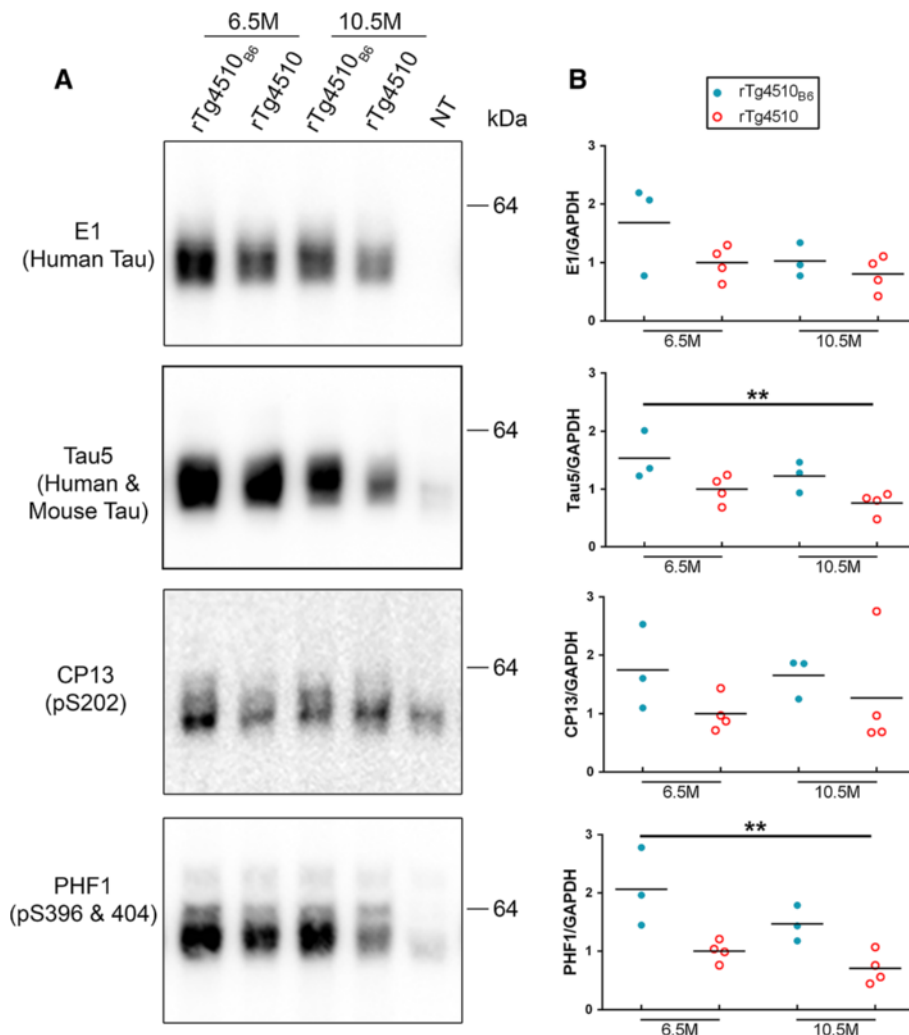 6.5M 10.5M
A
rTg4510B6 rTg4510 rTg4510B6 rTg4510 NT
kDa
E1
(Human Tau)
64
Tau5
(Human &
Mouse Tau)
64
CP13
(pS202)
64
PHF1
(pS396 & 404)
64
B
rTg4510B6
rTg4510
E1/GAPDH
3
2
1
0
6.5M 10.5M
Tau5/GAPDH
3
2
1
0
**
6.5M 10.5M
CP13/GAPDH
3
2
1
0
6.5M 10.5M
PHF1/GAPDH
3
2
1
0
**
6.5M 10.5M